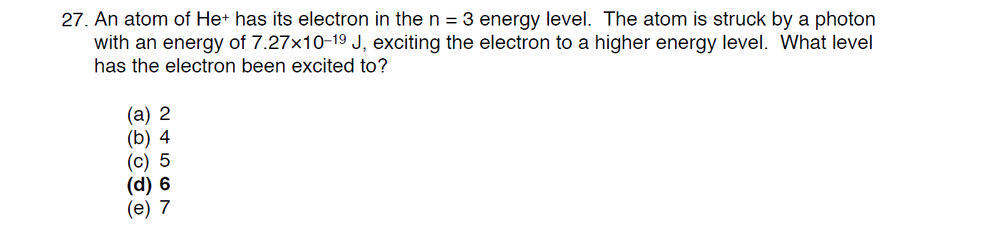 27. An atom of He⁺ has its electron in the n = 3 energy level.  The atom is struck by a photon
with an energy of 7.27×10⁻¹⁹ J, exciting the electron to a higher energy level.  What level
has the electron been excited to?
(a) 2
(b) 4
(c) 5
(d) 6
(e) 7